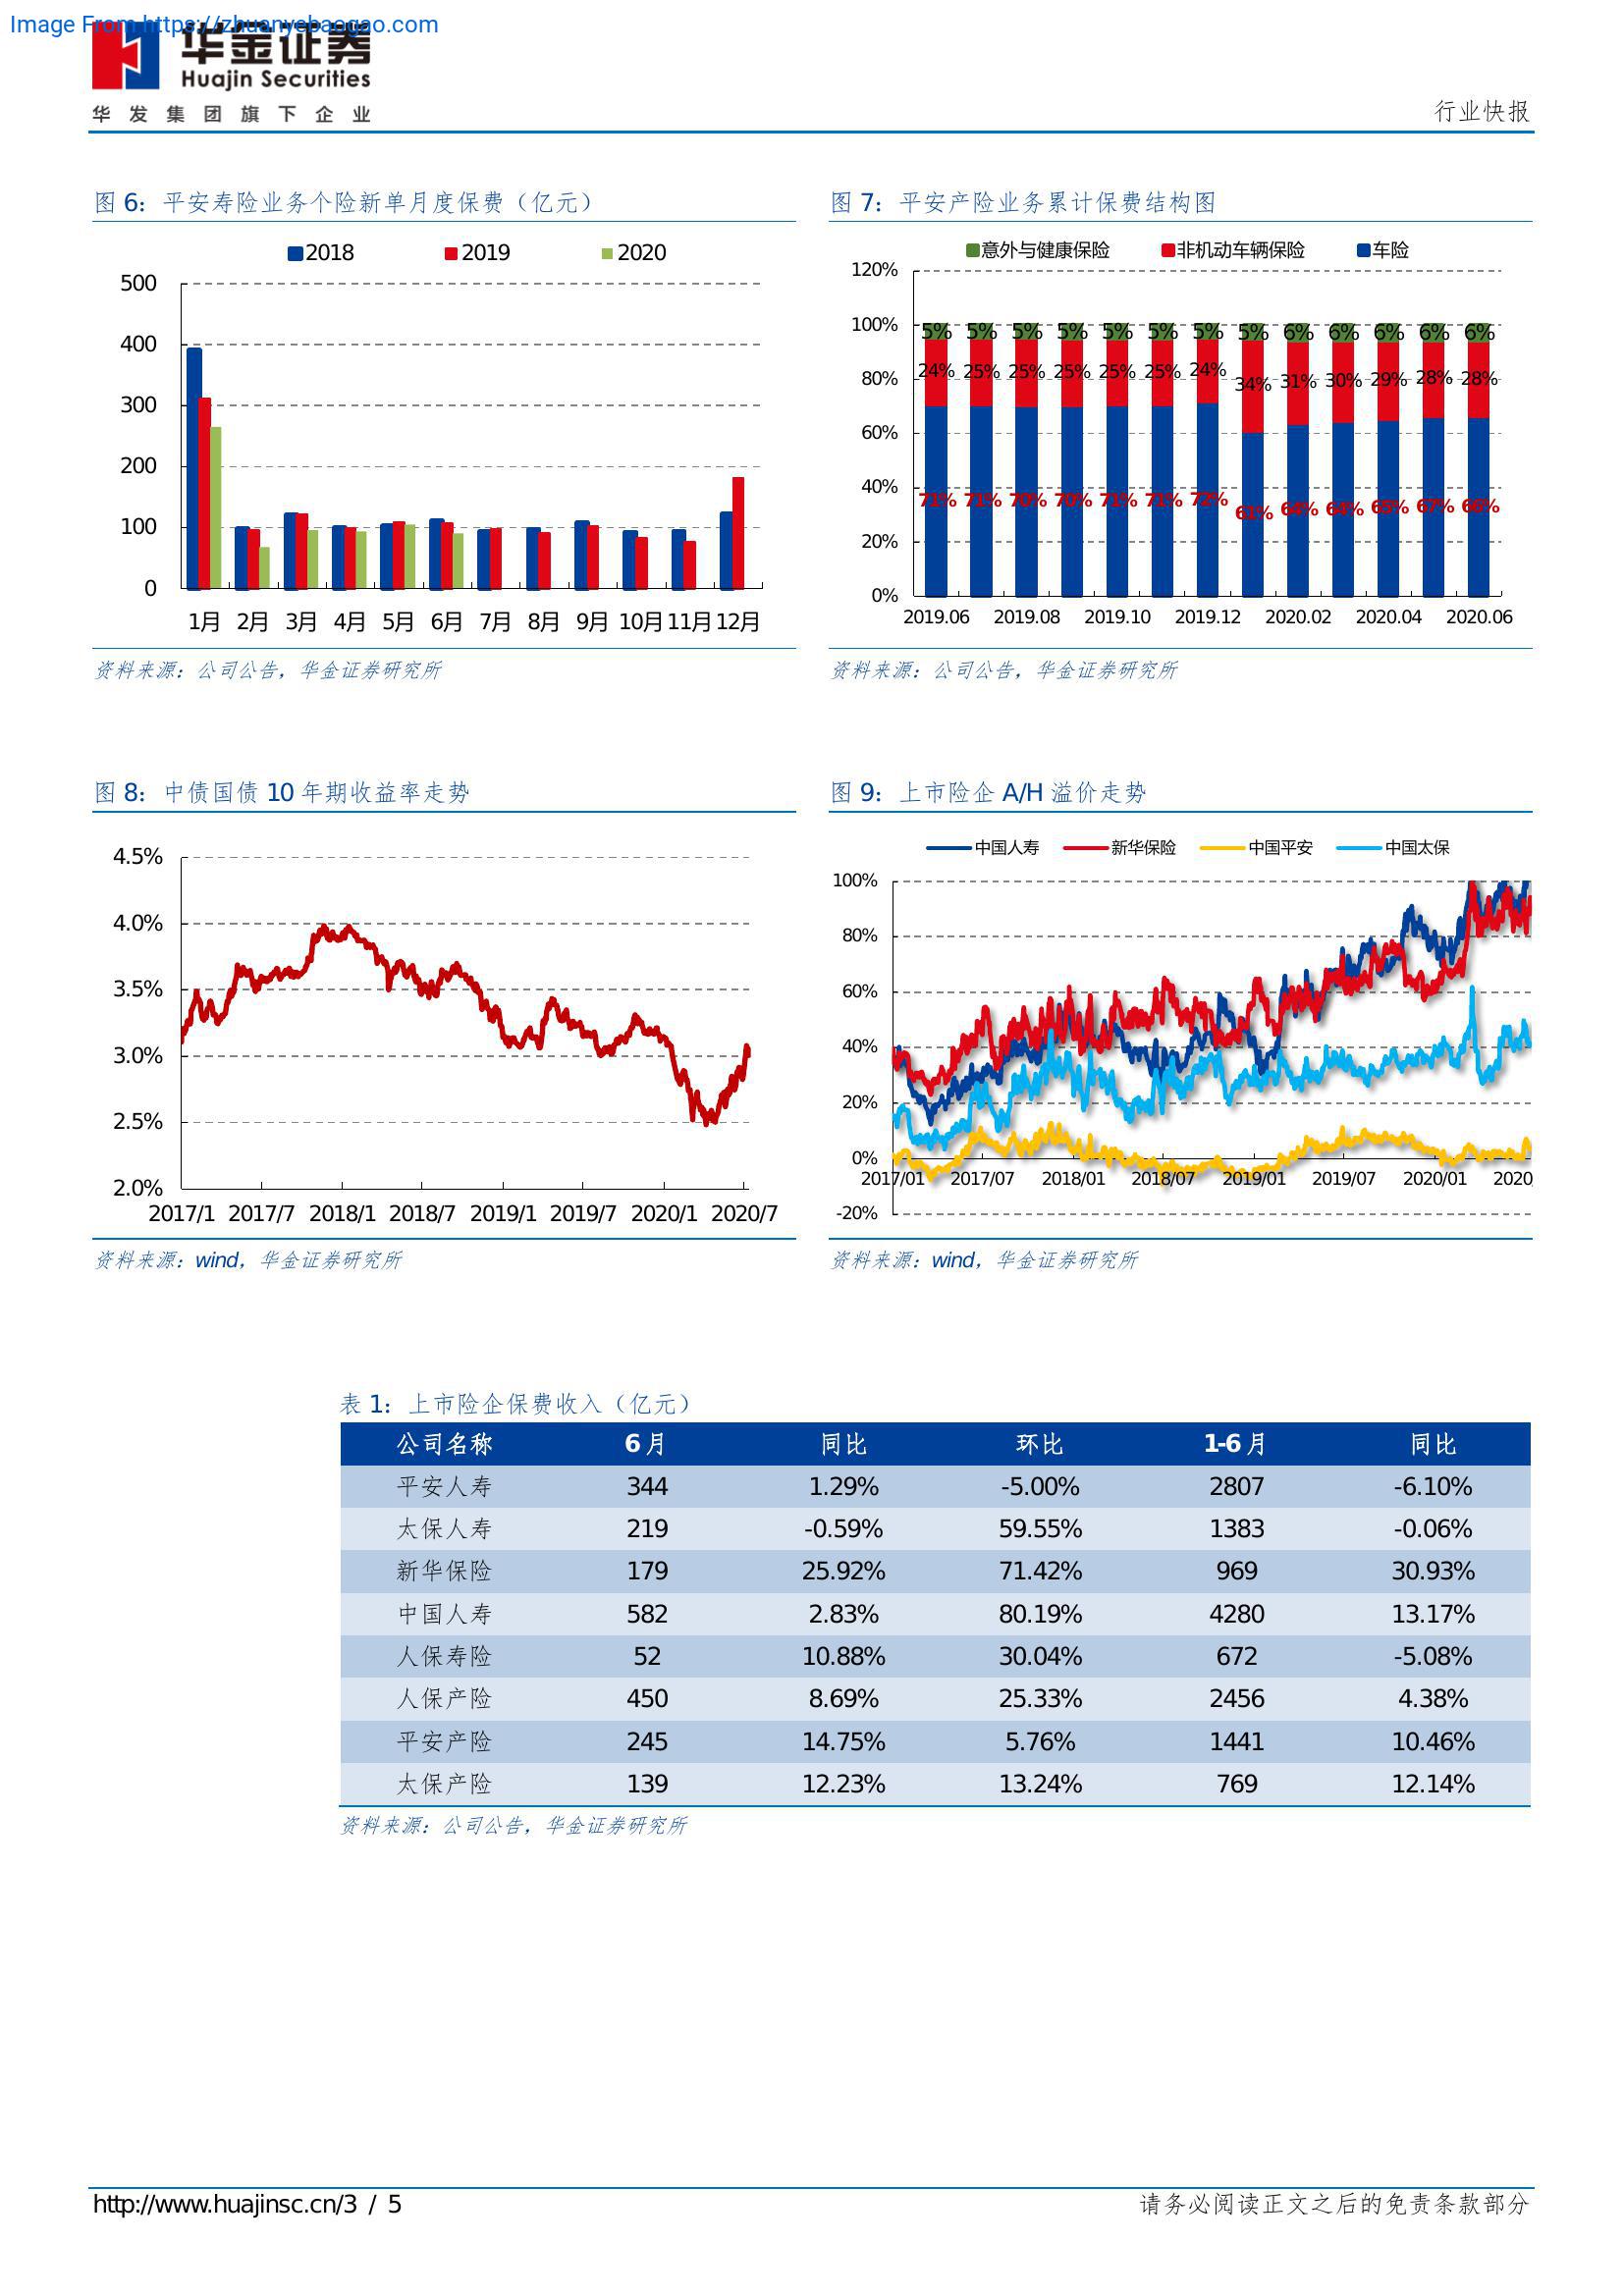 Image From https://zhuanyebaogao.com
华金证券
Huajin Securities
华发集团旗下企业
行业快报
图 6：平安寿险业务个险新单月度保费（亿元）
2018 2019 2020
500
400
300
200
100
0
1月 2月 3月 4月 5月 6月 7月 8月 9月 10月 11月 12月
资料来源：公司公告，华金证券研究所
图 7：平安产险业务累计保费结构图
意外与健康保险 非机动车辆保险 车险
120%
100%
80%
60%
40%
20%
0%
5% 5% 5% 5% 5% 5% 5% 5% 6% 6% 6% 6% 6%
24% 25% 25% 25% 25% 25% 24% 34% 31% 30% 29% 28% 28%
71% 71% 70% 70% 71% 71% 72% 61% 64% 64% 65% 67% 66%
2019.06 2019.08 2019.10 2019.12 2020.02 2020.04 2020.06
资料来源：公司公告，华金证券研究所
图 8：中债国债 10 年期收益率走势
4.5%
4.0%
3.5%
3.0%
2.5%
2.0%
2017/1 2017/7 2018/1 2018/7 2019/1 2019/7 2020/1 2020/7
资料来源：wind，华金证券研究所
图 9：上市险企 A/H 溢价走势
中国人寿 新华保险 中国平安 中国太保
100%
80%
60%
40%
20%
0%
-20%
2017/01 2017/07 2018/01 2018/07 2019/01 2019/07 2020/01 2020/
资料来源：wind，华金证券研究所
表 1：上市险企保费收入（亿元）
公司名称 6 月 同比 环比 1-6 月 同比
平安人寿 344 1.29% -5.00% 2807 -6.10%
太保人寿 219 -0.59% 59.55% 1383 -0.06%
新华保险 179 25.92% 71.42% 969 30.93%
中国人寿 582 2.83% 80.19% 4280 13.17%
人保寿险 52 10.88% 30.04% 672 -5.08%
人保产险 450 8.69% 25.33% 2456 4.38%
平安产险 245 14.75% 5.76% 1441 10.46%
太保产险 139 12.23% 13.24% 769 12.14%
资料来源：公司公告，华金证券研究所
http://www.huajinsc.cn/3 / 5
请务必阅读正文之后的免责条款部分